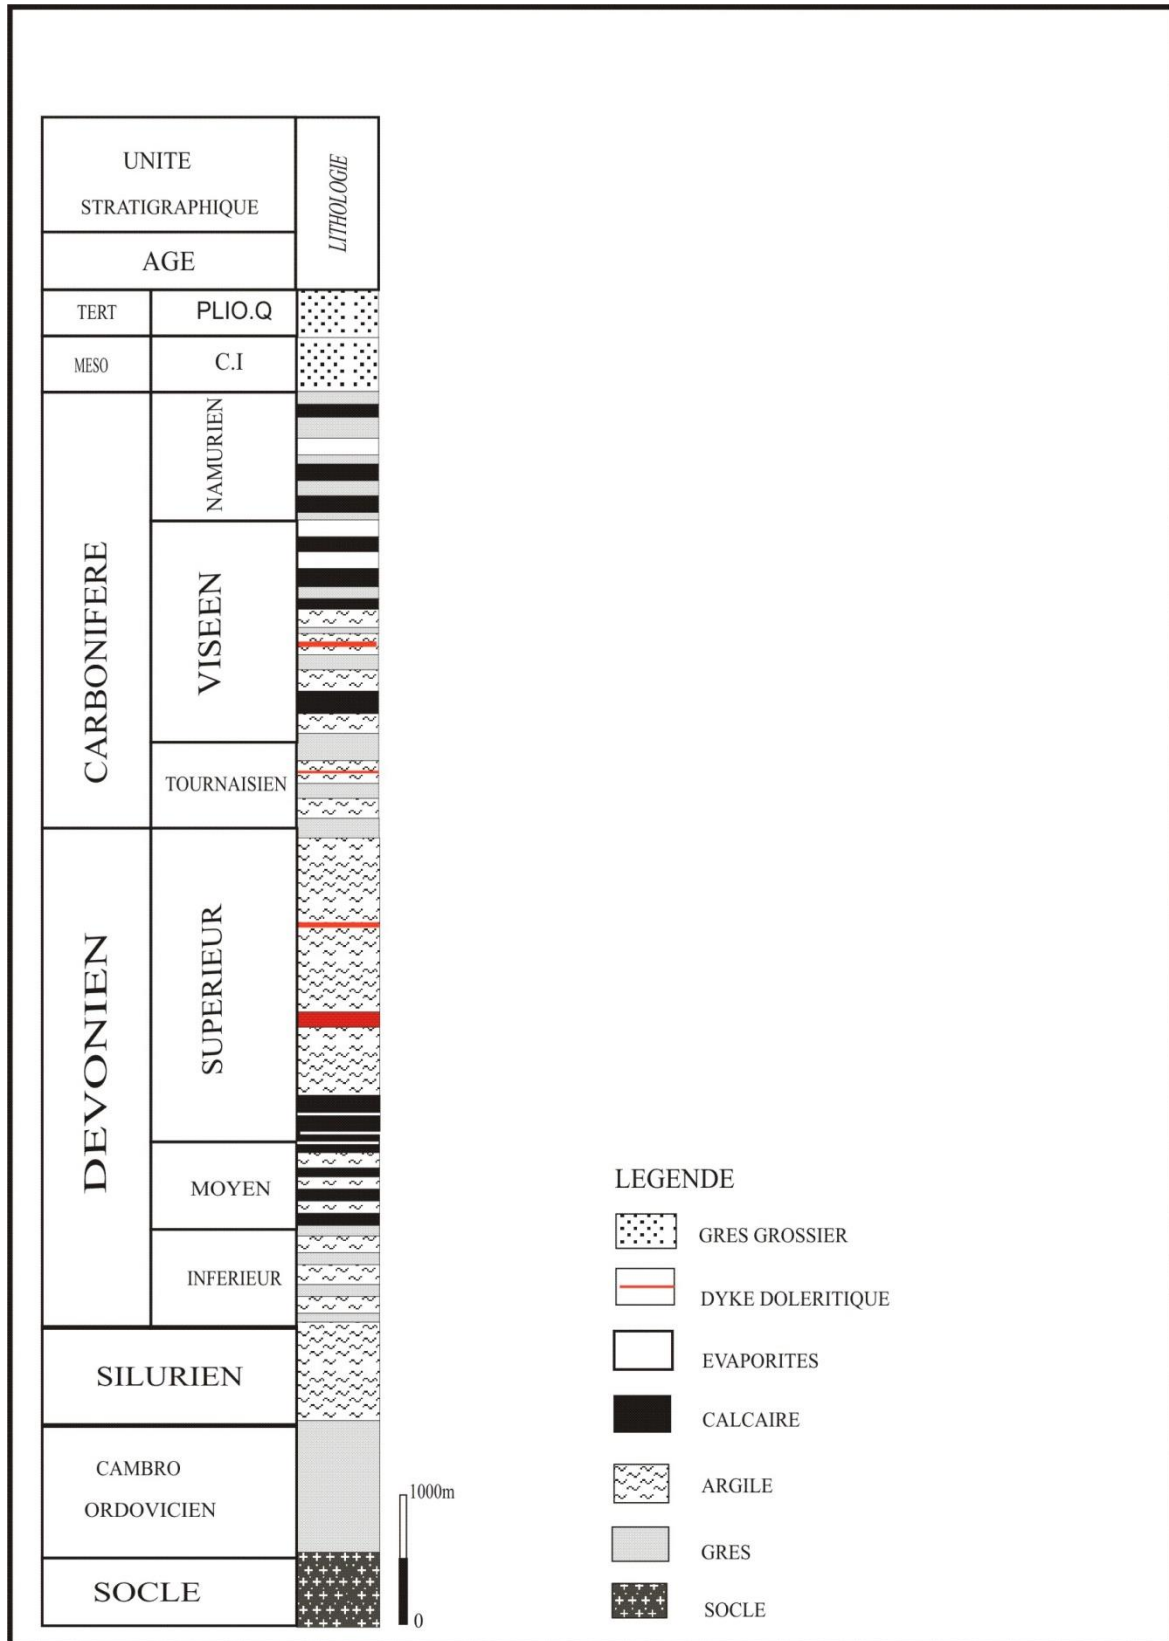 UNITE
STRATIGRAPHIQUE
LITHOLOGIE
AGE
TERT
PLIO.Q
MESO
C.I
CARBONIFERE
NAMURIEN
VISEEN
TOURNAISIEN
DEVONIEN
SUPERIEUR
MOYEN
INFERIEUR
SILURIEN
CAMBRO
ORDOVICIEN
SOCLE
1000m
0
LEGENDE
GRES GROSSIER
DYKE DOLERITIQUE
EVAPORITES
CALCAIRE
ARGILE
GRES
SOCLE